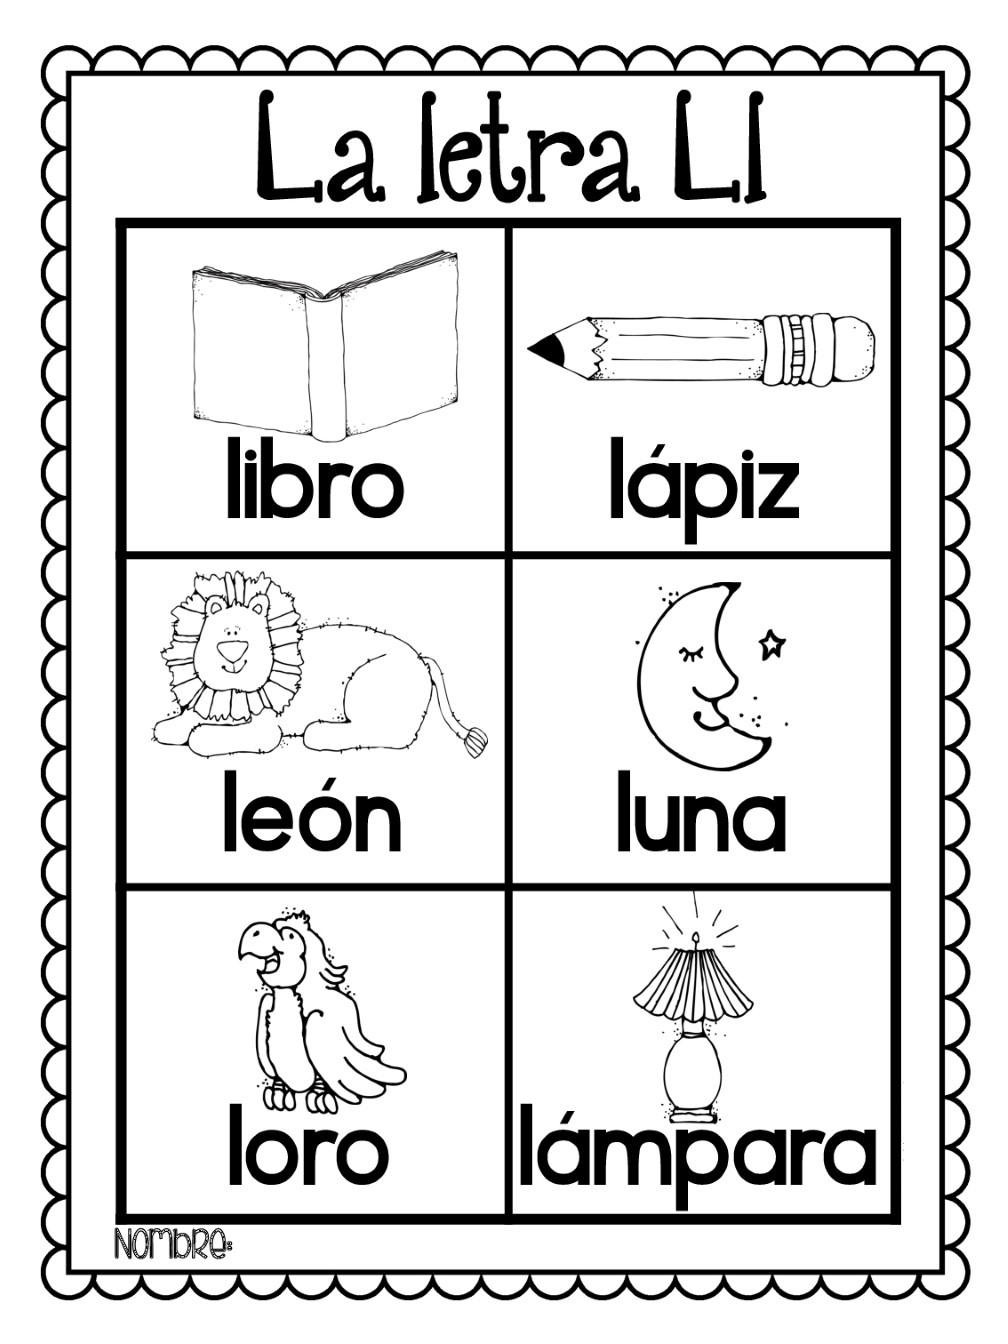 La letra Ll
libro
lápiz
león
luna
loro
lámpara
Nombre: